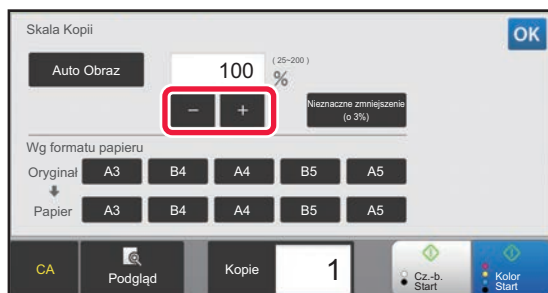 Skala Kopii
OK
Auto Obraz
100
(25~200)
%
−
+
Nieznaczne zmniejszenie
(o 3%)
Wg formatu papieru
Oryginał
A3
B4
A4
B5
A5
Papier
A3
B4
A4
B5
A5
CA
Podgląd
Kopie
1
Cz.-b.
Start
Kolor
Start